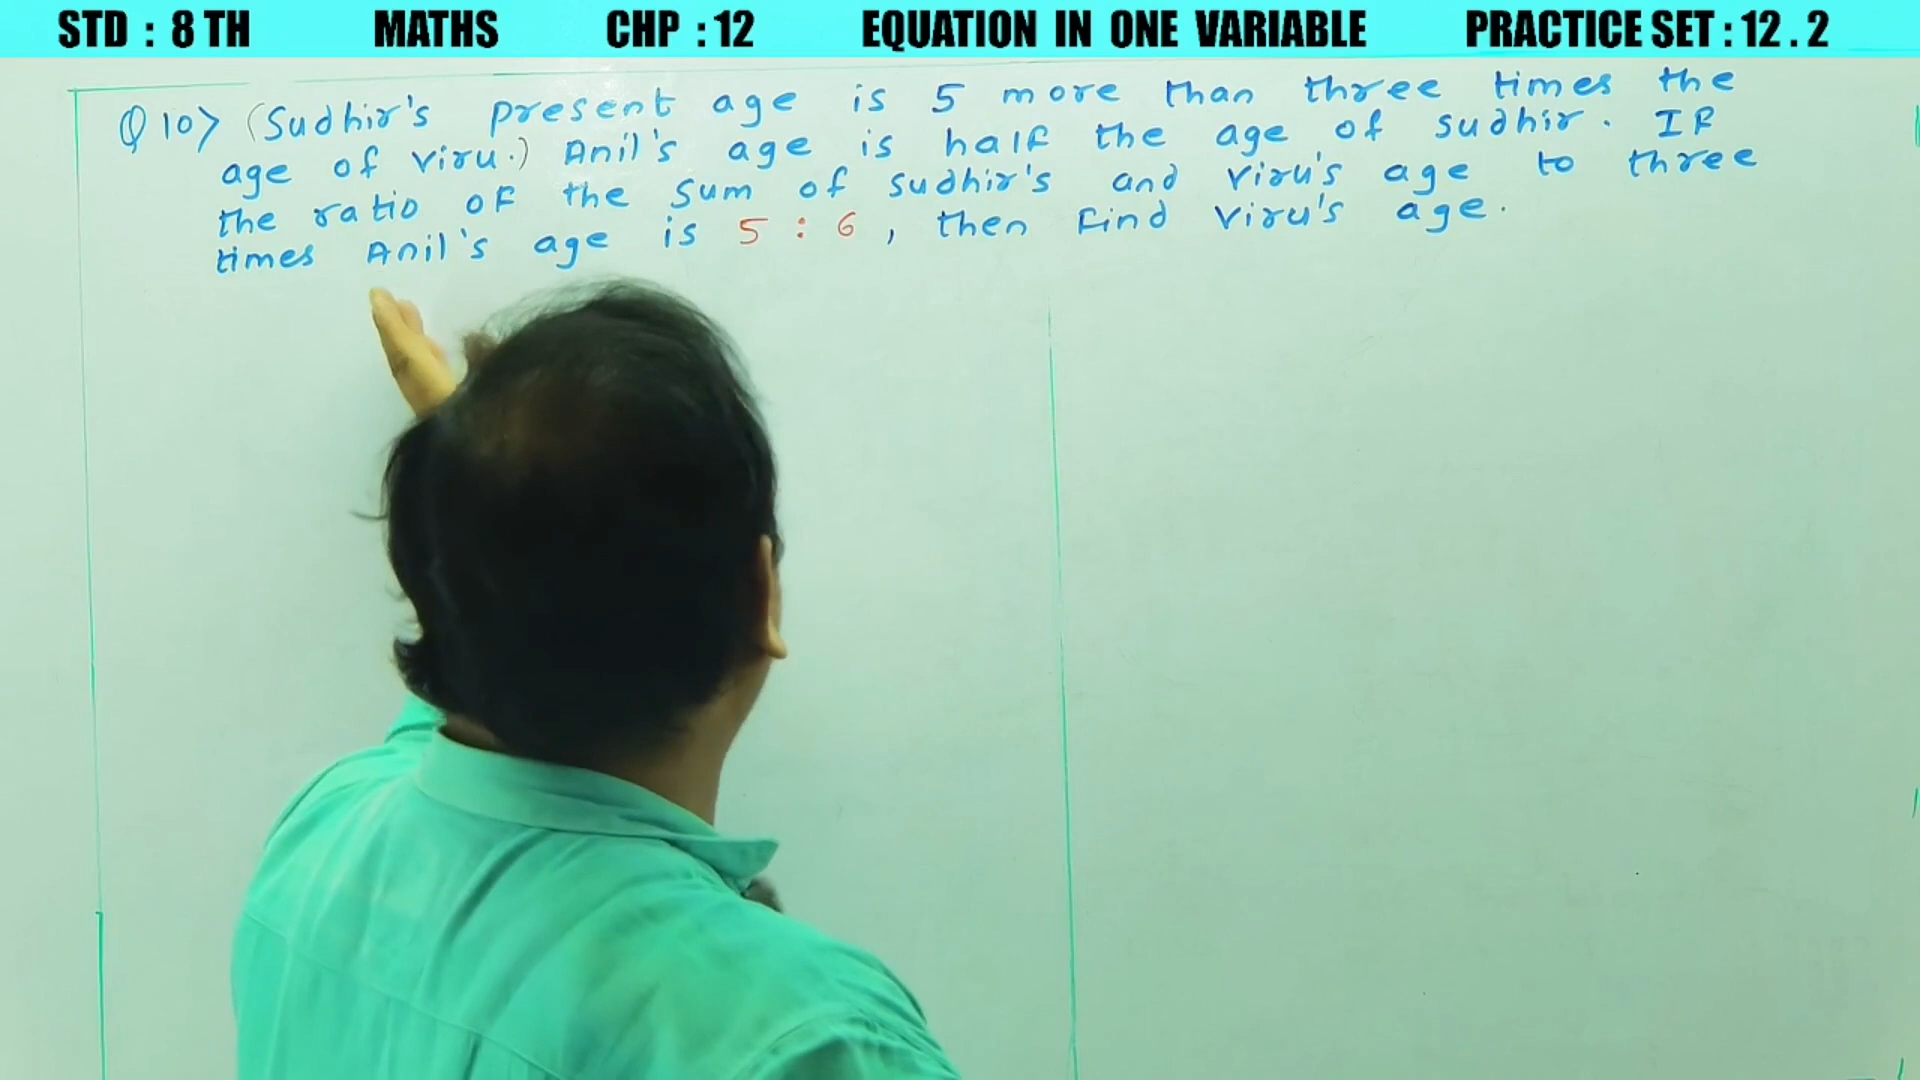 STD : 8 TH MATHS CHP : 12 EQUATION IN ONE VARIABLE PRACTICE SET : 12 . 2
Q 10> (Sudhir's present age is 5 more than three times the
age of viru.) Anil's age is half the age of sudhir. If
the ratio of the sum of sudhir's and viru's age to three
times Anil's age is 5 : 6 , then find viru's age.